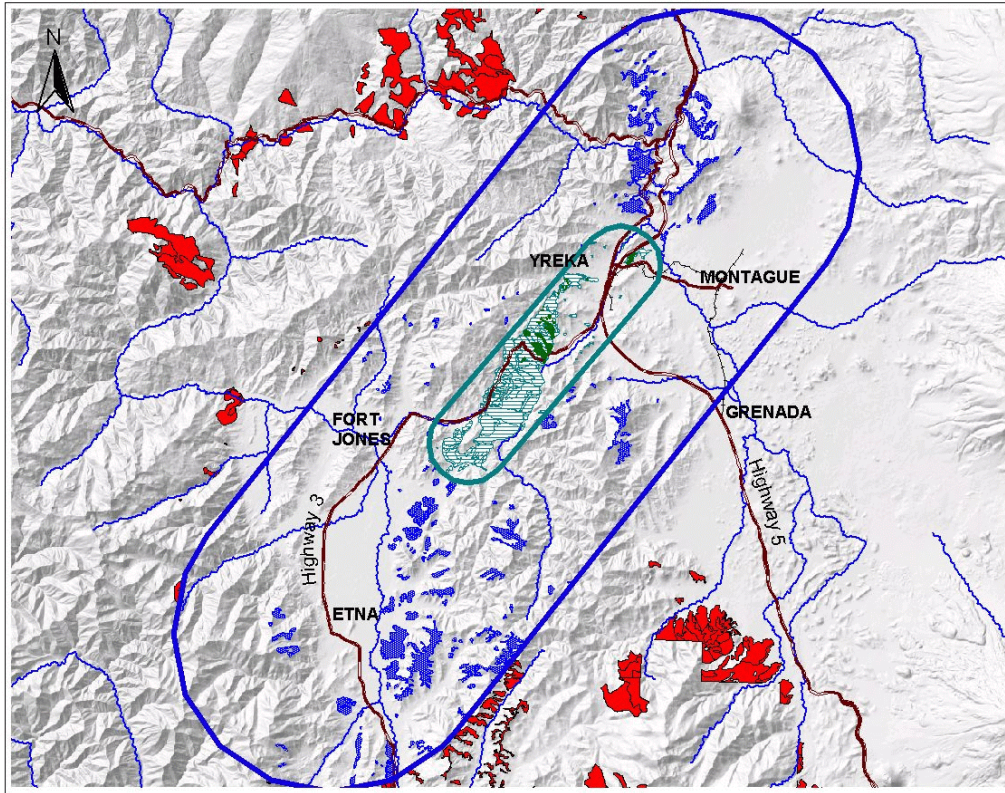 N
YREKA
MONTAGUE
GRENADA
FORT
JONES
Highway 3
Highway 5
ETNA